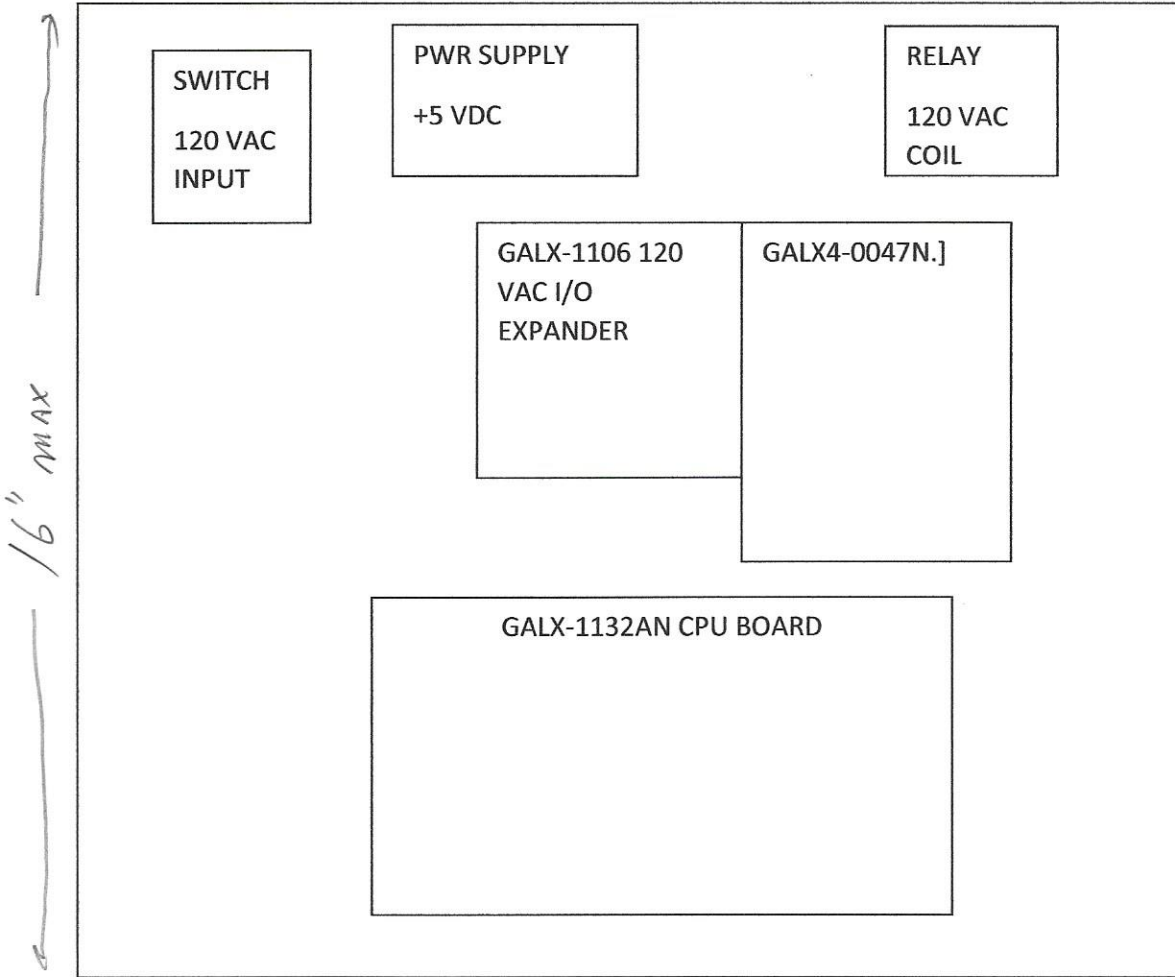 SWITCH
120 VAC
INPUT
PWR SUPPLY
+5 VDC
RELAY
120 VAC
COIL
GALX-1106 120
VAC I/O
EXPANDER
GALX4-0047N.]
16" MAX
GALX-1132AN CPU BOARD